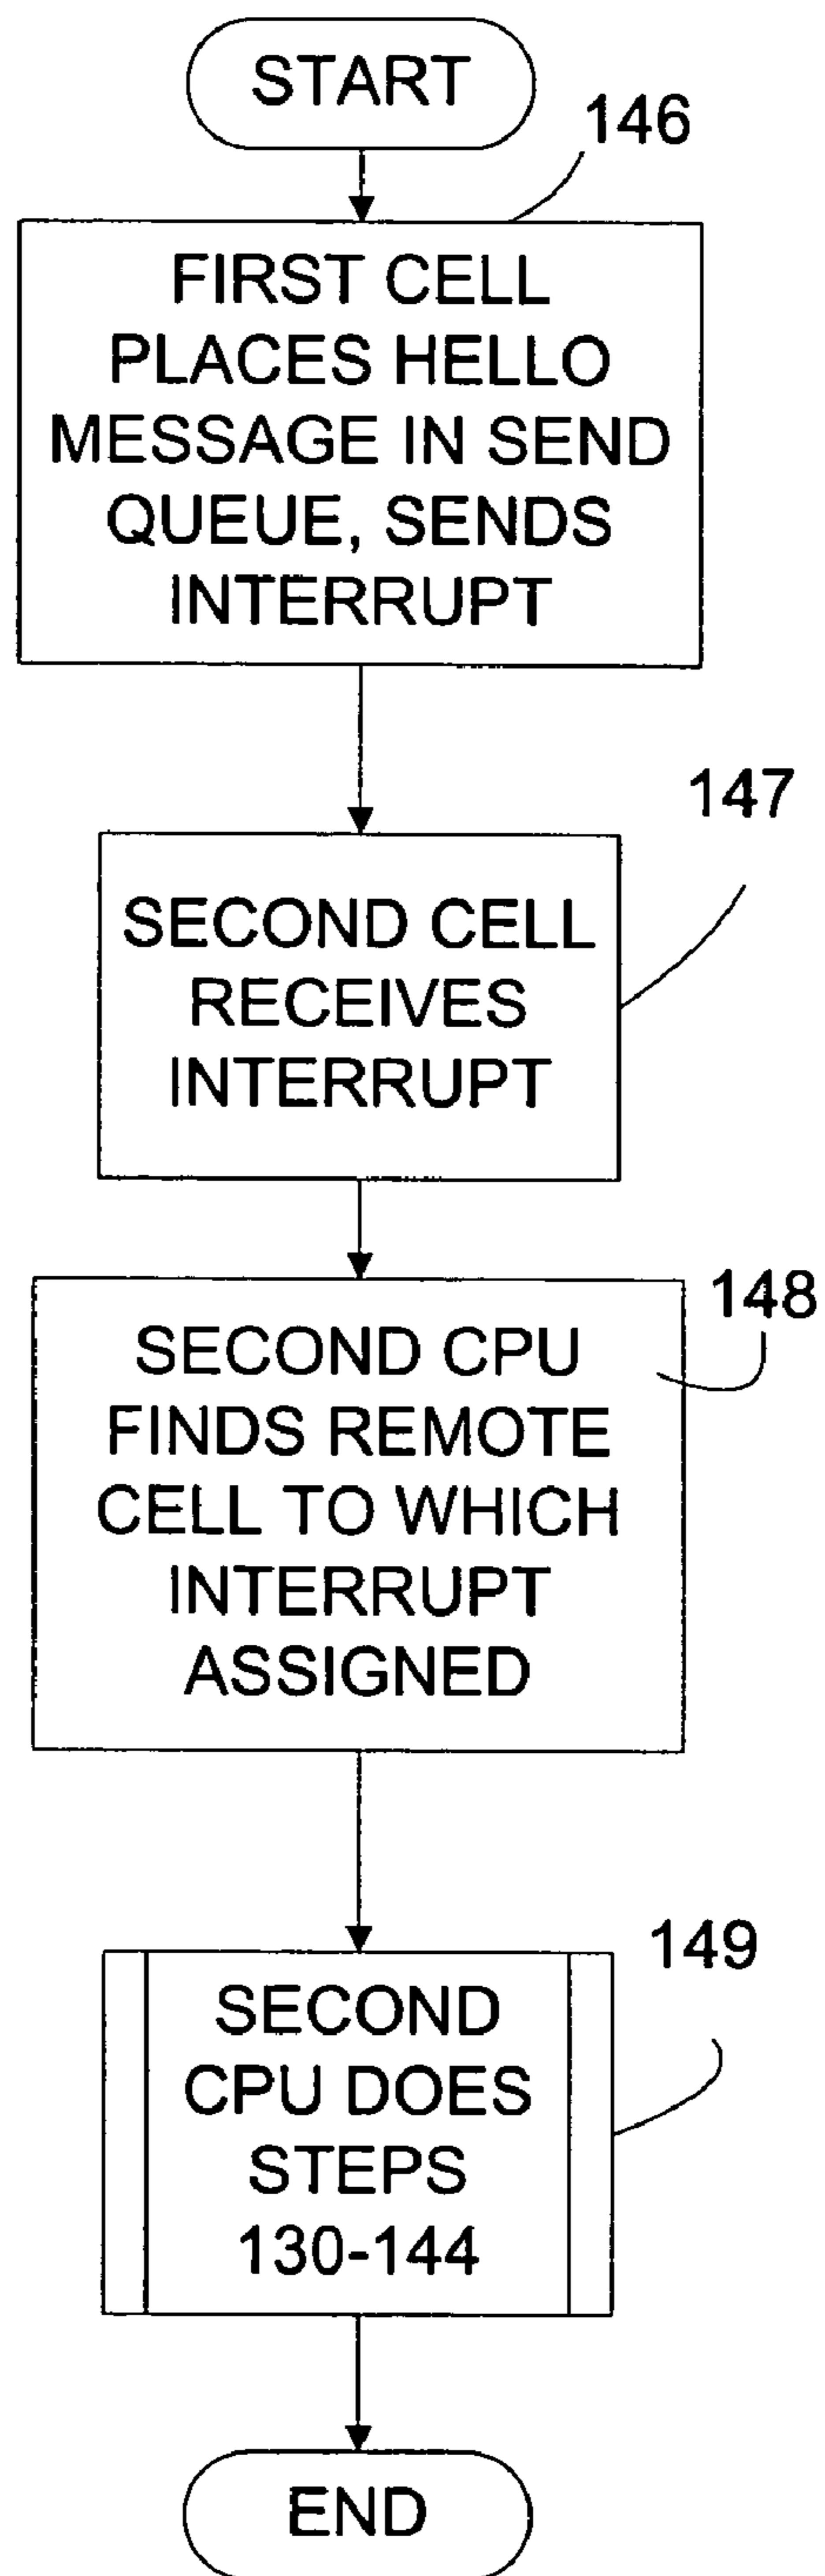 START
146
FIRST CELL
PLACES HELLO
MESSAGE IN SEND
QUEUE, SENDS
INTERRUPT
147
SECOND CELL
RECEIVES
INTERRUPT
148
SECOND CPU
FINDS REMOTE
CELL TO WHICH
INTERRUPT
ASSIGNED
149
SECOND
CPU DOES
STEPS
130-144
END